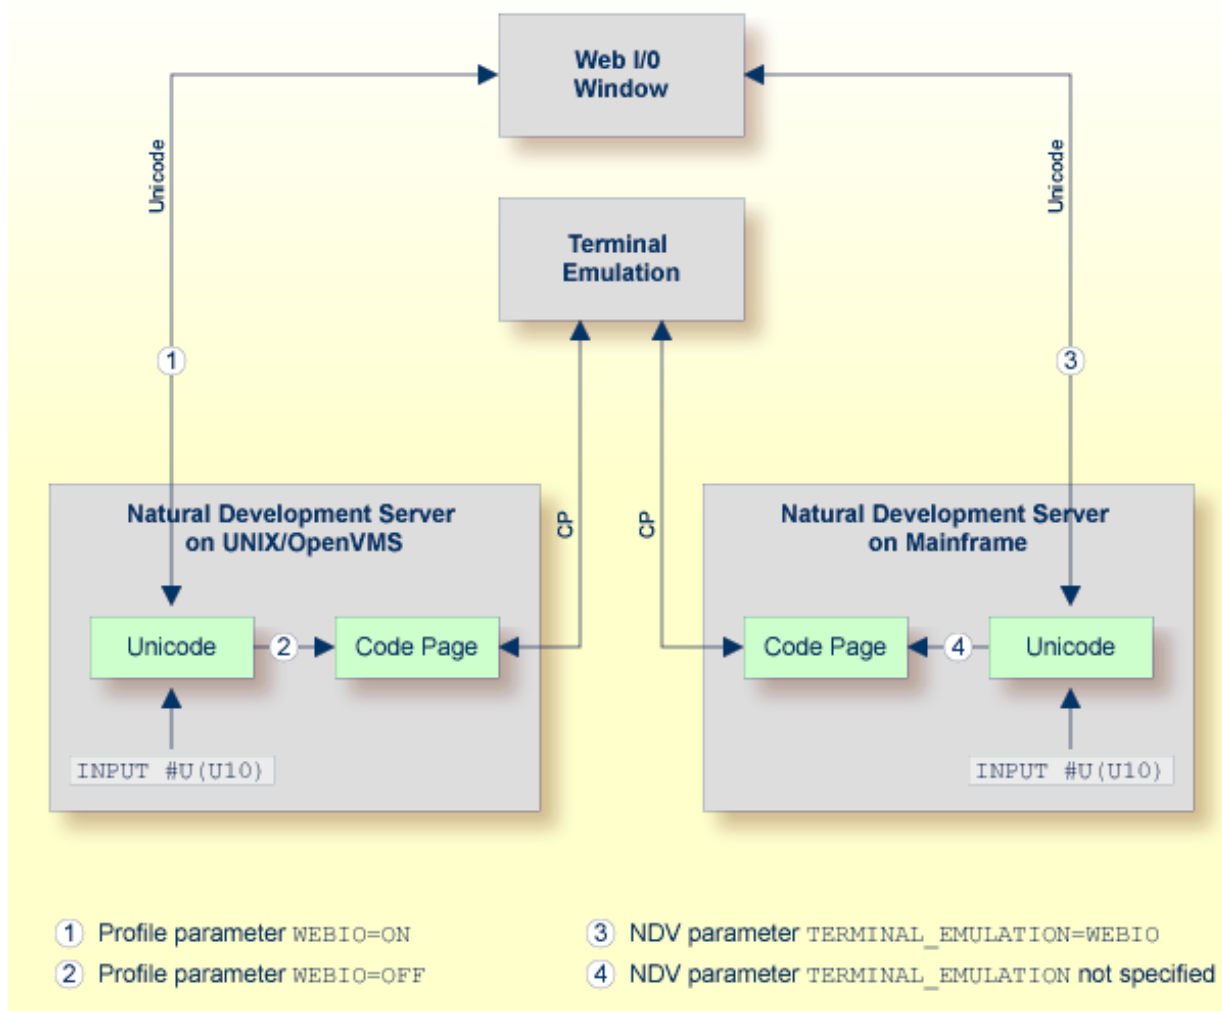 Web I/0
Window
Unicode
Unicode
Terminal
Emulation
1
3
Natural Development Server
on UNIX/OpenVMS
CP
CP
Natural Development Server
on Mainframe
Unicode
2
Code Page
Code Page
4
Unicode
INPUT #U(U10)
INPUT #U(U10)
1 Profile parameter WEBIO=ON
2 Profile parameter WEBIO=OFF
3 NDV parameter TERMINAL_EMULATION=WEBIO
4 NDV parameter TERMINAL_EMULATION not specified